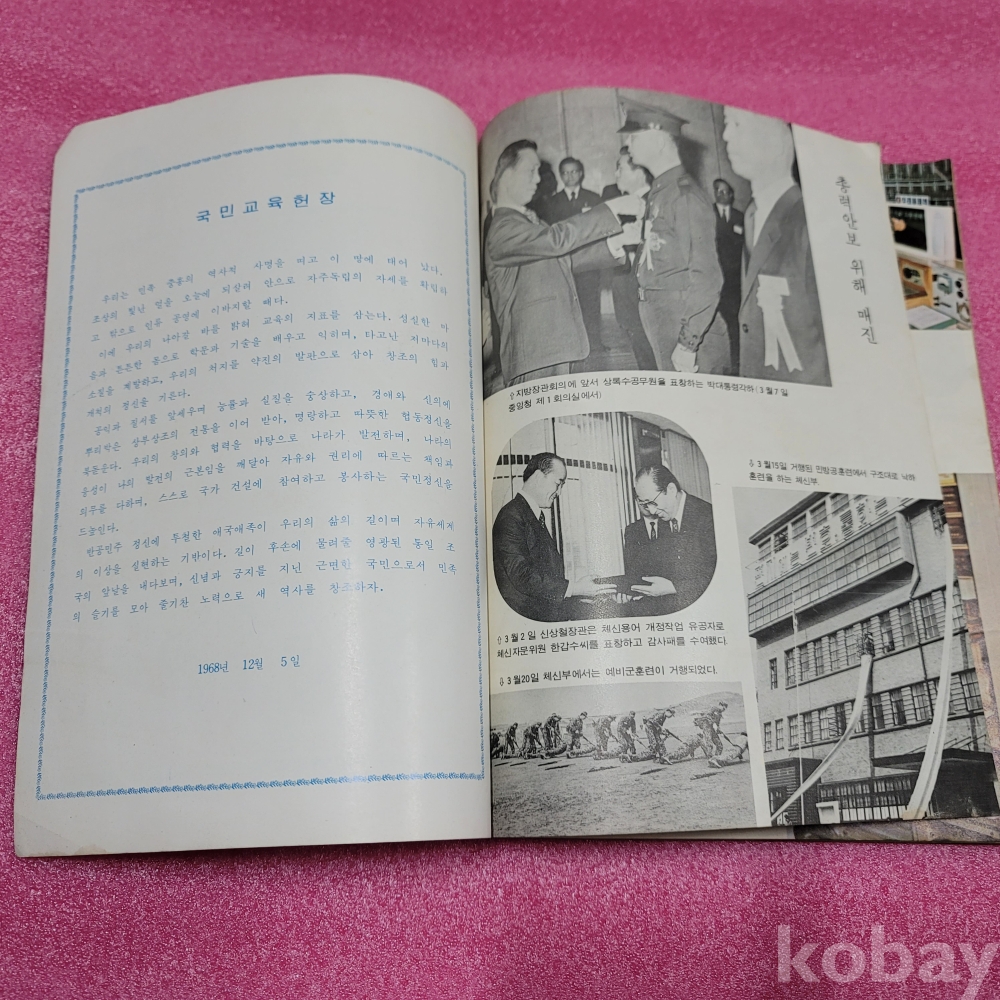 국민교육헌장
우리는 민족 중흥의 역사적 사명을 띠고 이 땅에 태어 났다.
조상의 빛난 얼을 오늘에 되살려 안으로 자주독립의 자세를 확립하
고 밖으로 인류 공영에 이바지할 때다.
이에 우리의 나아갈 바를 밝혀 교육의 지표를 삼는다. 성실한 마
음과 튼튼한 몸으로 학문과 기술을 배우고 익히며, 타고난 저마다의
소질을 계발하고, 우리의 처지를 약진의 발판으로 삼아 창조의 힘과
개척의 정신을 기른다.
공익과 질서를 앞세우며 능률과 실질을 숭상하고, 경애와 신의에
뿌리박은 상부상조의 전통을 이어 받아, 명랑하고 따뜻한 협동정신을
북돋운다. 우리의 창의와 협력을 바탕으로 나라가 발전하며, 나라의
융성이 나의 발전의 근본임을 깨달아 자유와 권리에 따르는 책임과
의무를 다하며, 스스로 국가 건설에 참여하고 봉사하는 국민정신을
드높인다.
반공민주 정신에 투철한 애국애족이 우리의 삶의 길이며 자유세계
의 이상을 실현하는 기반이다. 길이 후손에 물려줄 영광된 통일 조
국의 앞날을 내다보며, 신념과 긍지를 지닌 근면한 국민으로서 민족
의 슬기를 모아 줄기찬 노력으로 새 역사를 창조하자.
1968년 12월 5일
총력안보 위해 매진
⇧지방장관회의에 앞서 상록수공무원을 표창하는 박대통령각하(3월7일
중앙청 제1회의실에서)
⇩3월15일 거행된 민방공훈련에서 구조대로 낙하
훈련을 하는 체신부.
⇧3월2일 신상철장관은 체신용어 개정작업 유공자로
체신자문위원 한갑수씨를 표창하고 감사패를 수여했다.
⇩3월20일 체신부에서는 예비군훈련이 거행되었다.
kobay